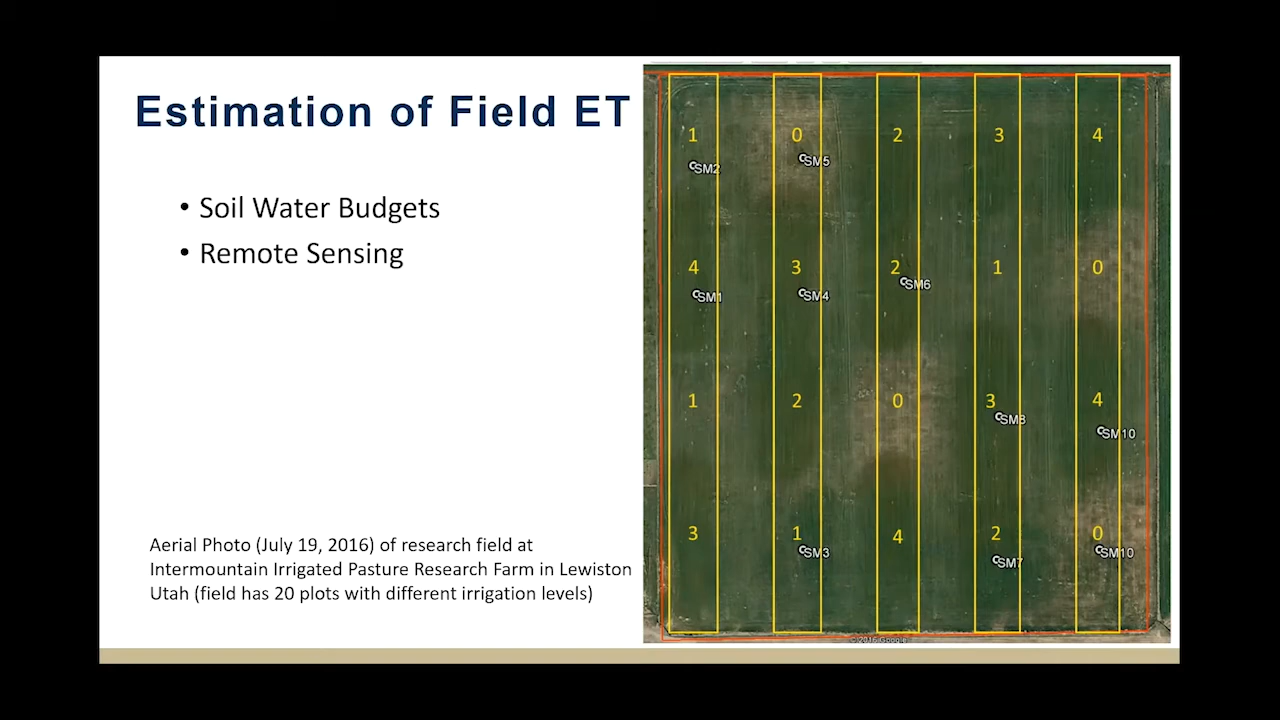 Estimation of Field ET
• Soil Water Budgets
• Remote Sensing
Aerial Photo (July 19, 2016) of research field at
Intermountain Irrigated Pasture Research Farm in Lewiston
Utah (field has 20 plots with different irrigation levels)
1 0 2 3 4
SM2 SM5
4 3 2 1 0
SM1 SM4 SM6
1 2 0 3 4
SM8 SM10
3 1 4 2 0
SM3 SM7 SM10
© 2016 Google